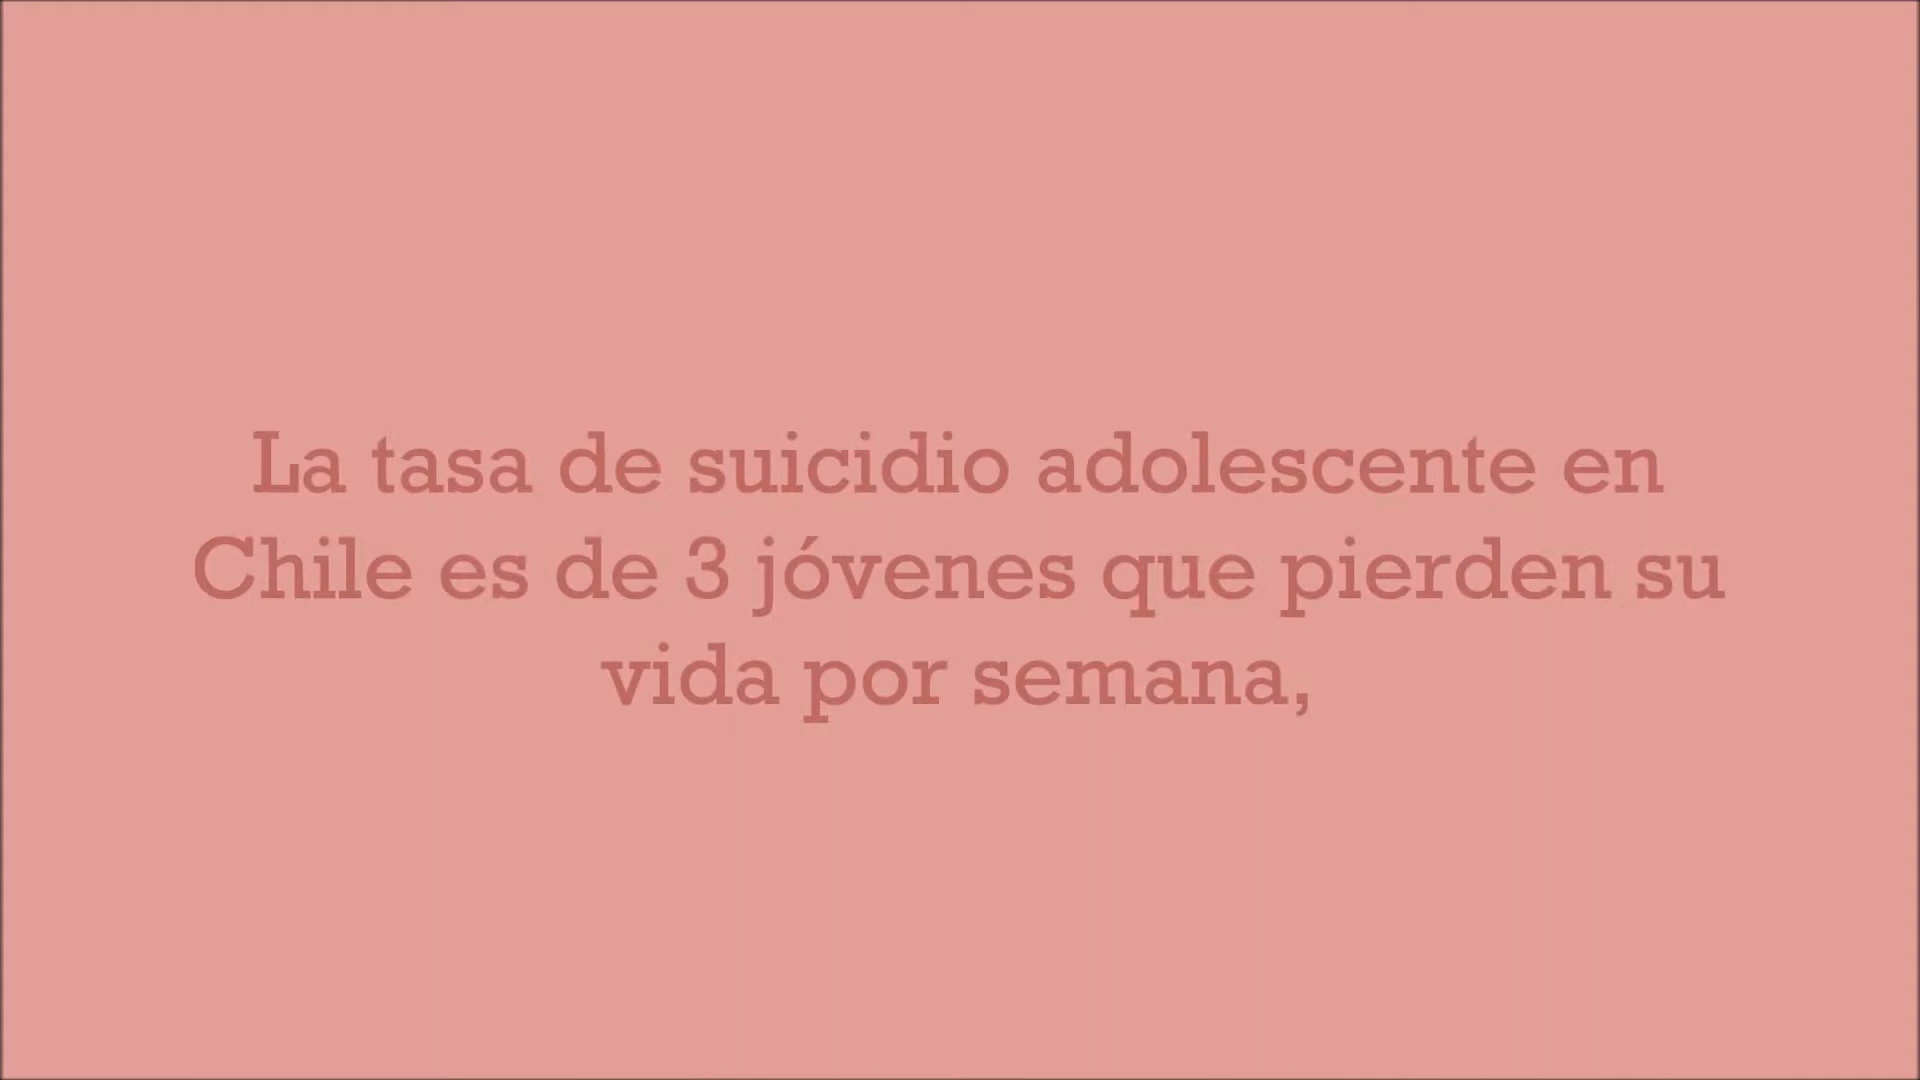 La tasa de suicidio adolescente en
Chile es de 3 jóvenes que pierden su
vida por semana,